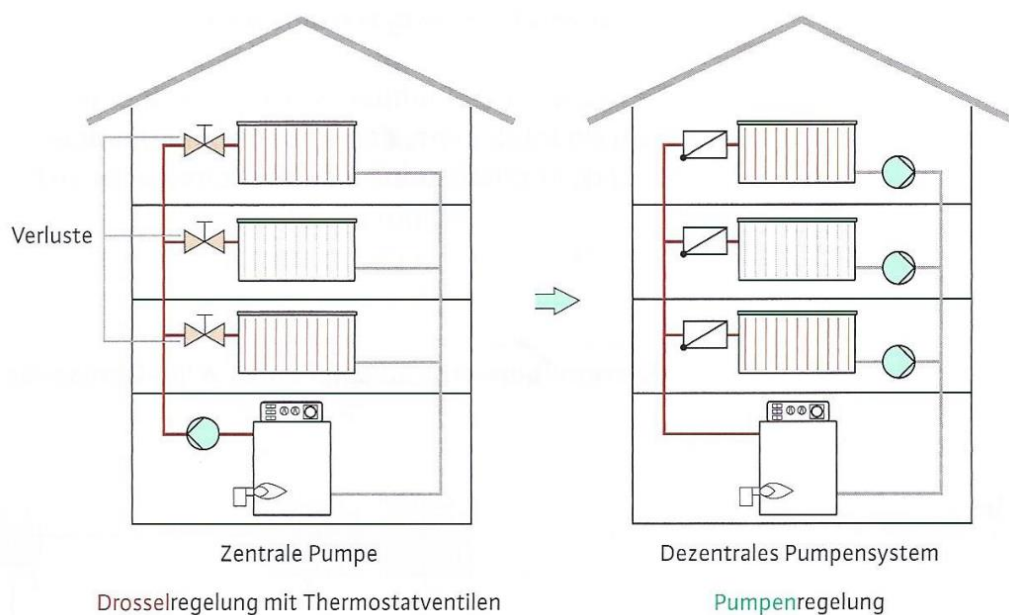 Verluste
Zentrale Pumpe
Dezentrales Pumpensystem
Drosselregelung mit Thermostatventilen
Pumpenregelung